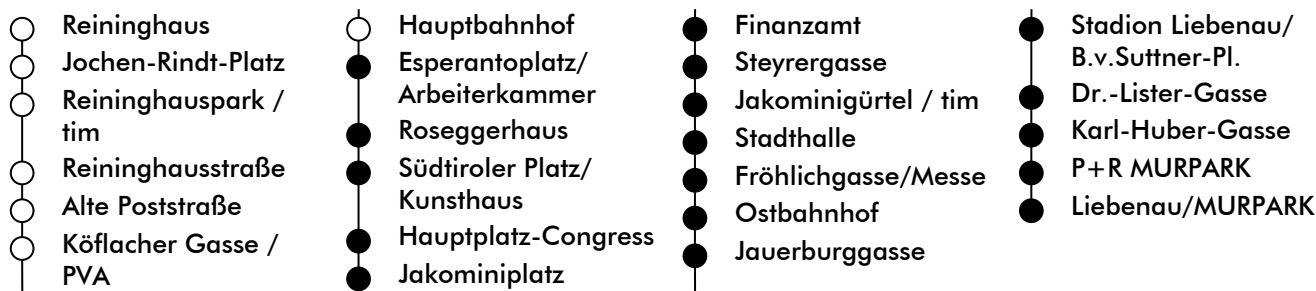 Reininghaus
Jochen-Rindt-Platz
Reininghauspark /
tim
Reininghausstraße
Alte Poststraße
Köflacher Gasse /
PVA
Hauptbahnhof
Esperantoplatz/
Arbeiterkammer
Roseggerhaus
Südtiroler Platz/
Kunsthaus
Hauptplatz-Congress
Jakominiplatz
Finanzamt
Steyrergasse
Jakominigürtel / tim
Stadthalle
Fröhlichgasse/Messe
Ostbahnhof
Jauerburggasse
Stadion Liebenau/
B.v.Suttner-Pl.
Dr.-Lister-Gasse
Karl-Huber-Gasse
P+R MURPARK
Liebenau/MURPARK